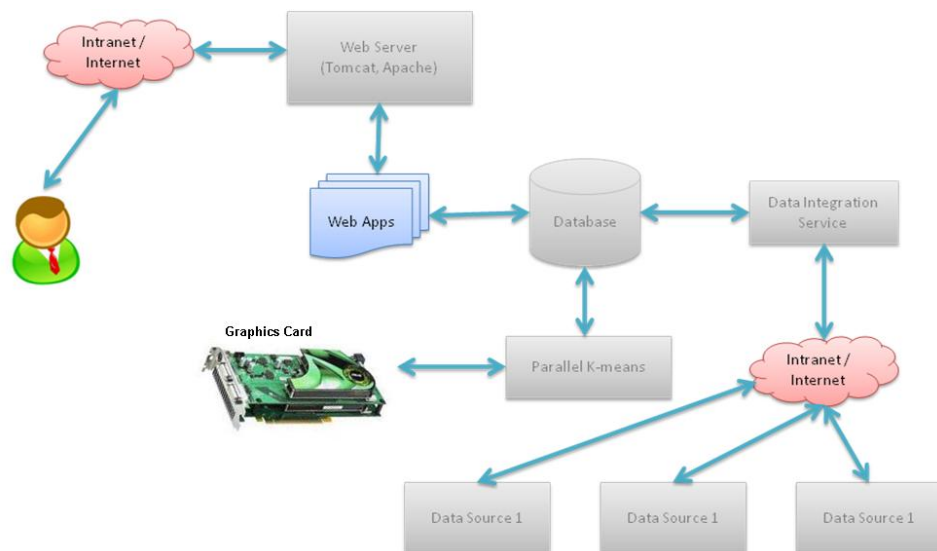 Intranet /
Internet
Web Server
(Tomcat, Apache)
Web Apps
Database
Data Integration
Service
Graphics Card
Parallel K-means
Intranet /
Internet
Data Source 1
Data Source 1
Data Source 1